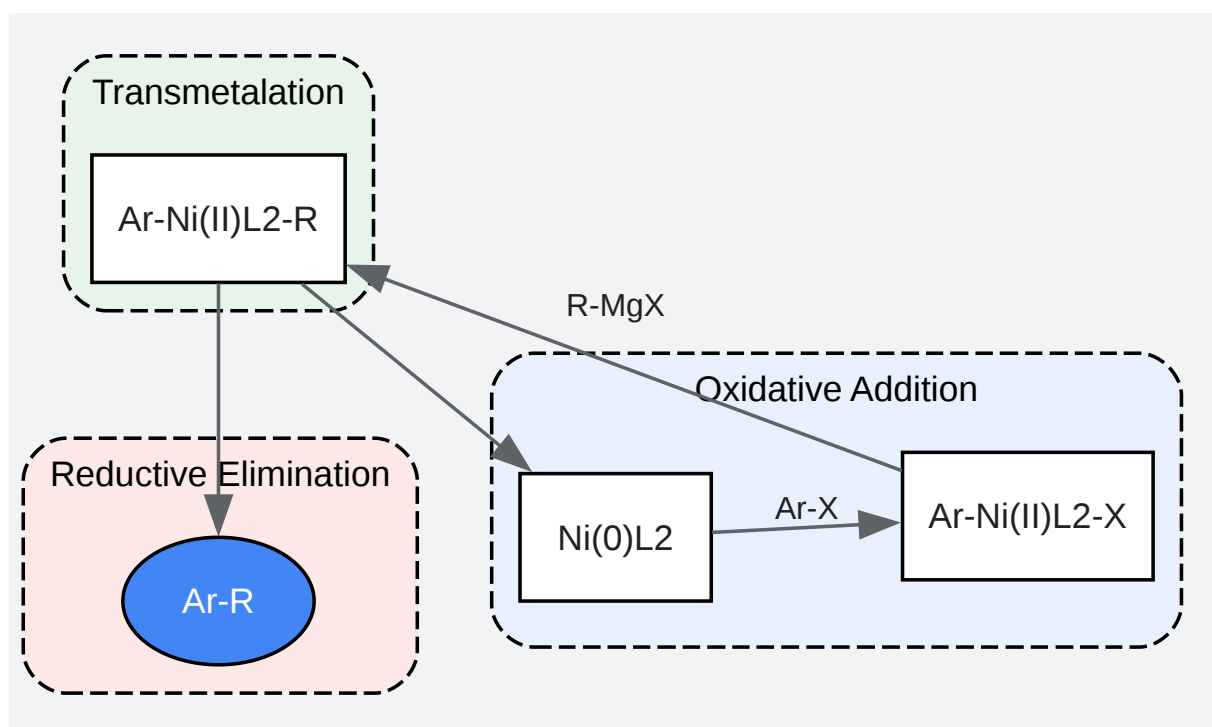 Transmetalation
Ar-Ni(II)L2-R
R-MgX
Oxidative Addition
Reductive Elimination
Ni(0)L2
Ar-X
Ar-Ni(II)L2-X
Ar-R